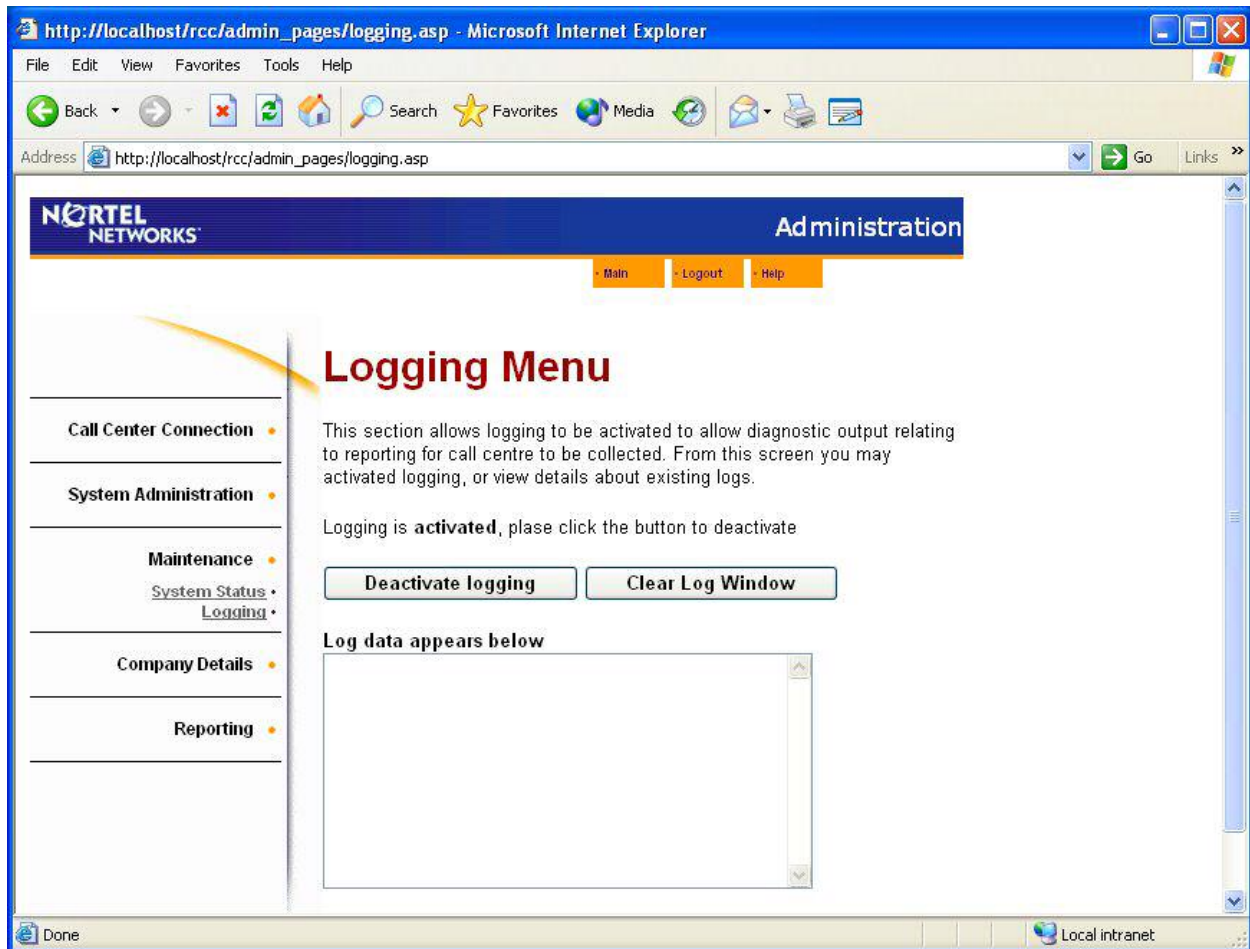 http://localhost/rcc/admin_pages/logging.asp - Microsoft Internet Explorer
File Edit View Favorites Tools Help
Back Search Favorites Media
Address http://localhost/rcc/admin_pages/logging.asp Go Links »
NORTEL
NETWORKS
Administration
• Main • Logout • Help
Logging Menu
Call Center Connection •
System Administration •
Maintenance •
System Status •
Logging •
Company Details •
Reporting •
This section allows logging to be activated to allow diagnostic output relating
to reporting for call centre to be collected. From this screen you may
activated logging, or view details about existing logs.
Logging is activated, plase click the button to deactivate
Deactivate logging Clear Log Window
Log data appears below
Done Local intranet